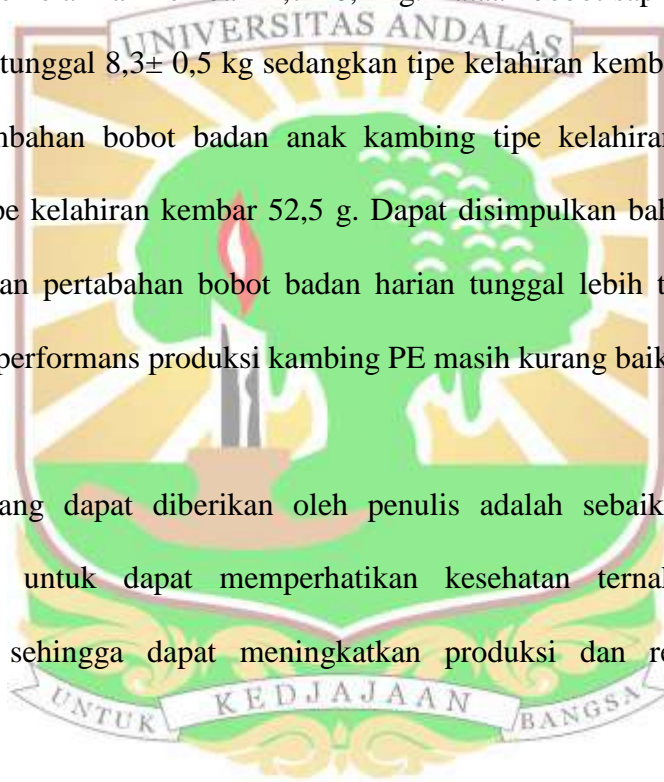 UNIVERSITAS ANDALAS
tunggal 8,3± 0,5 kg sedangkan tipe kelahiran kemb
bahan bobot badan anak kambing tipe kelahiran
pe kelahiran kembar 52,5 g. Dapat disimpulkan bah
an pertabahan bobot badan harian tunggal lebih t
performans produksi kambing PE masih kurang baik
ang dapat diberikan oleh penulis adalah sebaik
untuk dapat memperhatikan kesehatan ternal
sehingga dapat meningkatkan produksi dan re
UNTUK KEDJAJAAN BANGSA